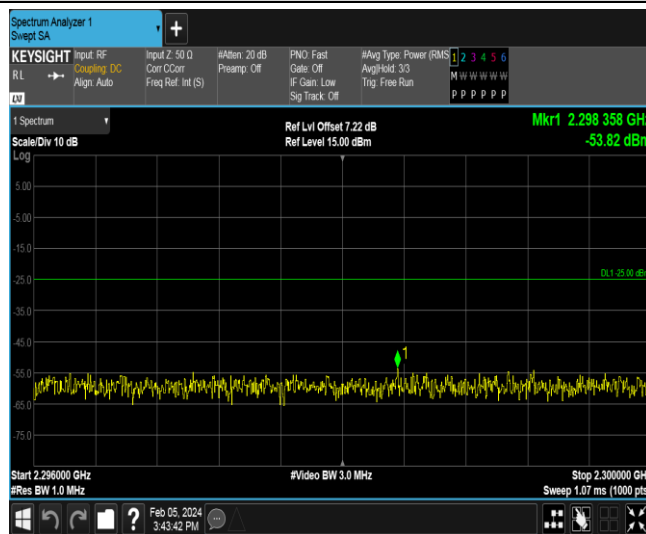 Spectrum Analyzer 1
Swept SA
+
KEYSIGHT
RL
LXI
Input: RF
Coupling: DC
Align: Auto
Input Z: 50 Ω
Corr CCorr
Freq Ref: Int (S)
#Atten: 20 dB
Preamp: Off
PNO: Fast
Gate: Off
IF Gain: Low
Sig Track: Off
#Avg Type: Power (RMS
Avg|Hold: 3/3
Trig: Free Run
1 2 3 4 5 6
M W W W W W
P P P P P P
1 Spectrum
Scale/Div 10 dB
Log
Ref Lvl Offset 7.22 dB
Ref Level 15.00 dBm
Mkr1 2.298 358 GHz
-53.82 dBm
5.00
-5.00
-15.0
-25.0
DL1 -25.00 dBm
-35.0
-45.0
1
-55.0
-65.0
-75.0
Start 2.296000 GHz
#Res BW 1.0 MHz
#Video BW 3.0 MHz
Stop 2.300000 GH
Sweep 1.07 ms (1000 pts
?
Feb 05, 2024
3:43:42 PM